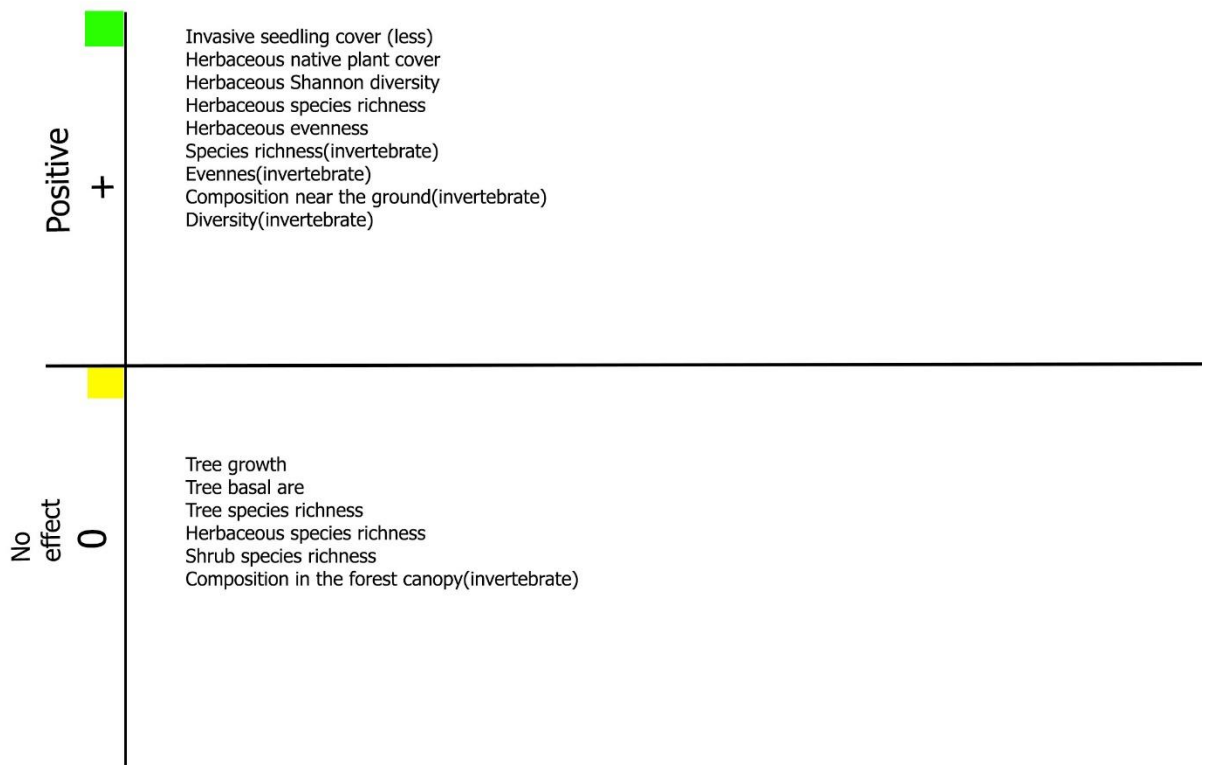 Positive
+
Invasive seedling cover (less)
Herbaceous native plant cover
Herbaceous Shannon diversity
Herbaceous species richness
Herbaceous evenness
Species richness(invertebrate)
Evennes(invertebrate)
Composition near the ground(invertebrate)
Diversity(invertebrate)
No
effect
0
Tree growth
Tree basal are
Tree species richness
Herbaceous species richness
Shrub species richness
Composition in the forest canopy(invertebrate)